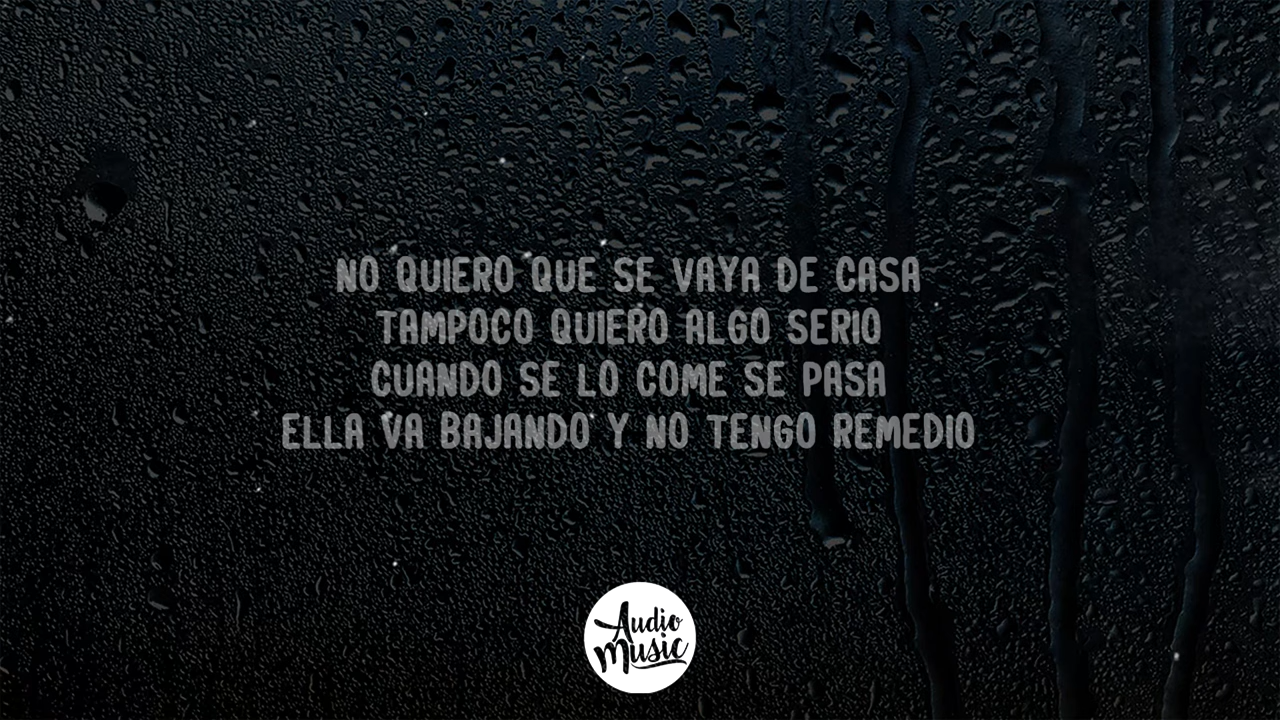 NO QUIERO QUE SE VAYA DE CASA
TAMPOCO QUIERO ALGO SERIO
CUANDO SE LO COME SE PASA
ELLA VA BAJANDO Y NO TENGO REMEDIO
Audio
Music